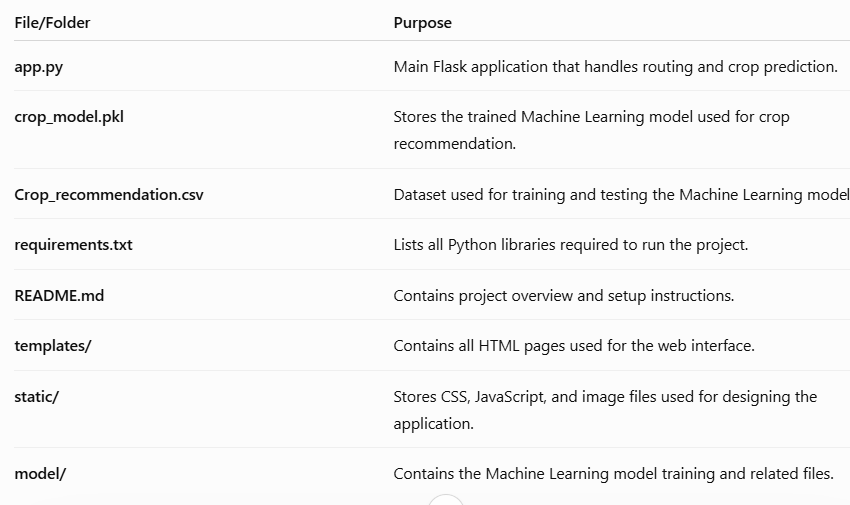 File/Folder Purpose
app.py Main Flask application that handles routing and crop prediction.
crop_model.pkl Stores the trained Machine Learning model used for crop
recommendation.
Crop_recommendation.csv Dataset used for training and testing the Machine Learning model
requirements.txt Lists all Python libraries required to run the project.
README.md Contains project overview and setup instructions.
templates/ Contains all HTML pages used for the web interface.
static/ Stores CSS, JavaScript, and image files used for designing the
application.
model/ Contains the Machine Learning model training and related files.